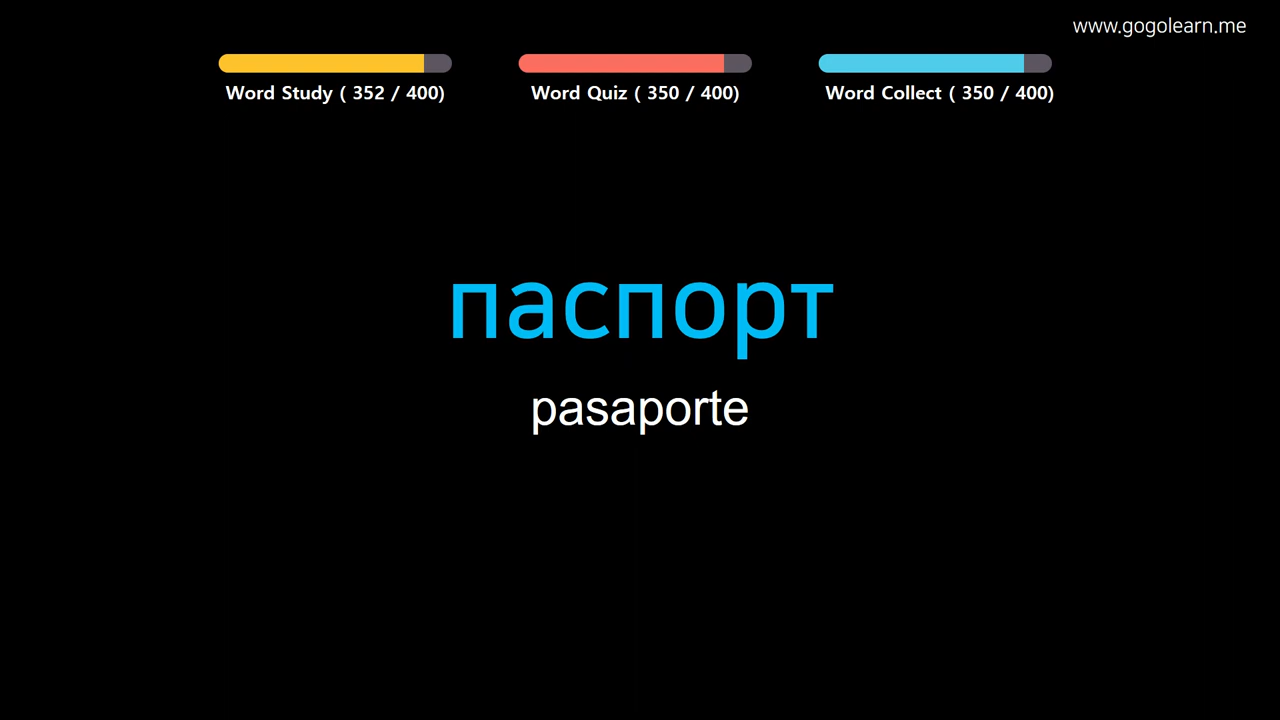 www.gogolearn.me
Word Study ( 352 / 400)
Word Quiz ( 350 / 400)
Word Collect ( 350 / 400)
паспорт
pasaporte